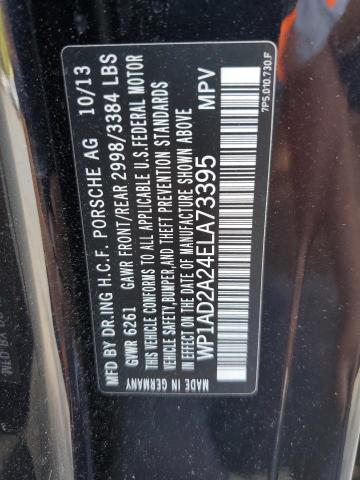 MFD BY DR.ING H.C.F. PORSCHE AG 10/13
GVWR 6261 GAWR FRONT/REAR 2998/3384 LBS
THIS VEHICLE CONFORMS TO ALL APPLICABLE U.S.FEDERAL MOTOR
VEHICLE SAFETY,BUMPER,AND THEFT PREVENTION STANDARDS
IN EFFECT ON THE DATE OF MANUFACTURE SHOWN ABOVE
WP1AD2A24ELA73395 MPV
MADE IN GERMANY
7P5.010.730.F